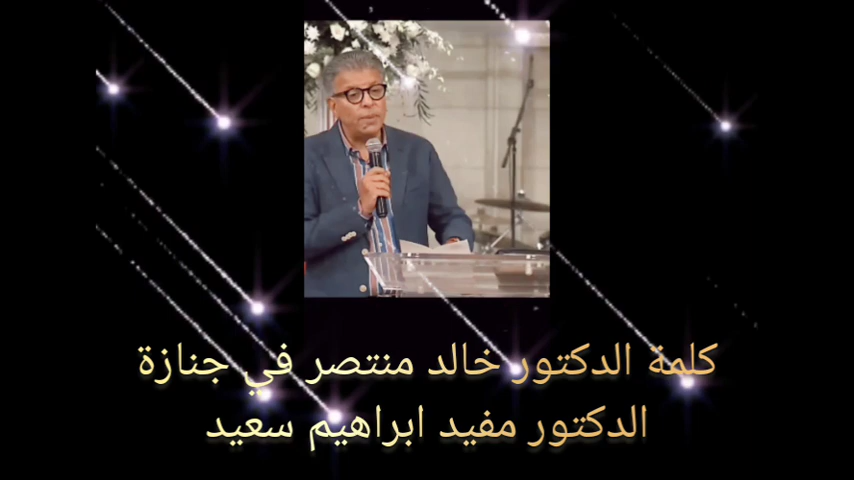 كلمة الدكتور خالد منتصر في جنازة
الدكتور مفيد ابراهيم سعيد